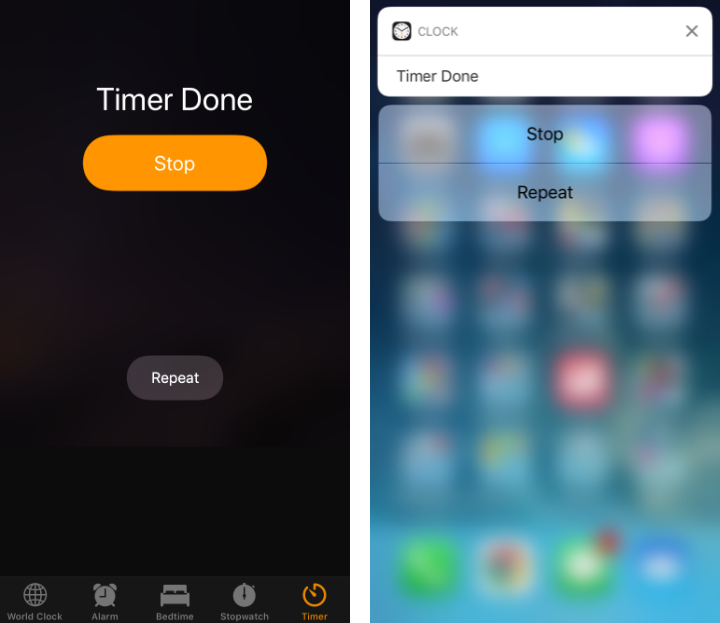 Timer Done
Stop
Repeat
World Clock
Alarm
Bedtime
Stopwatch
Timer
CLOCK
Timer Done
Stop
Repeat